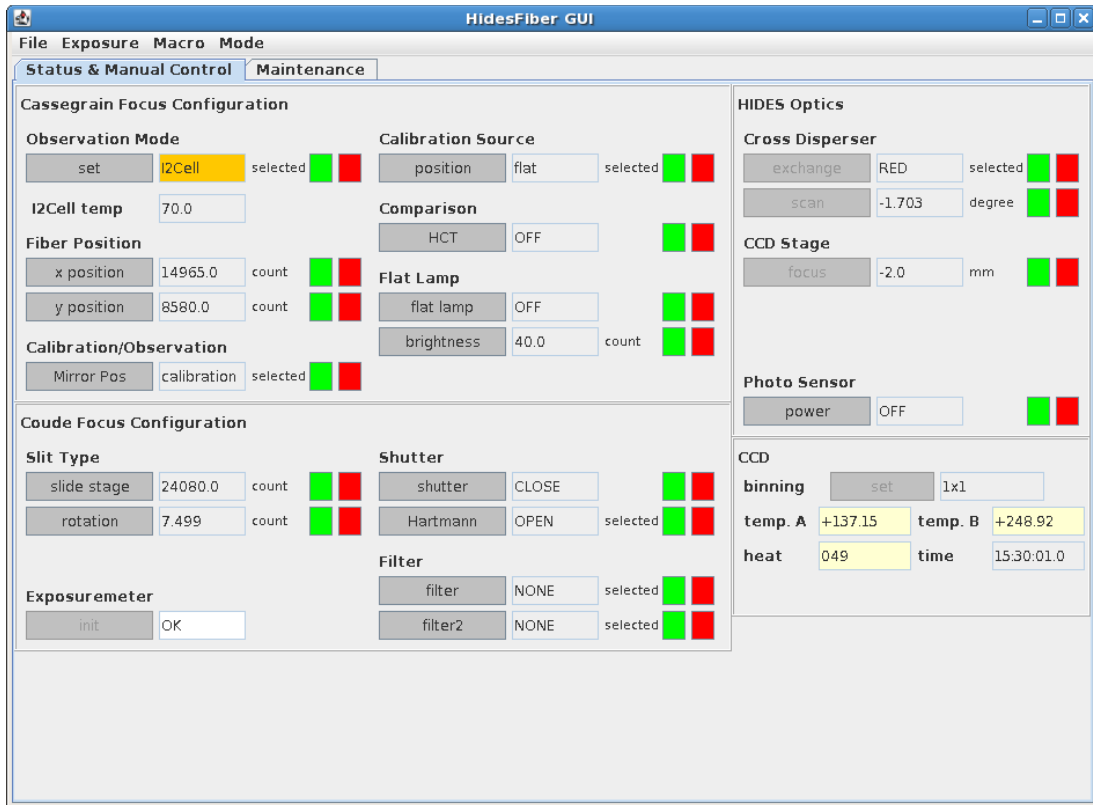 HidesFiber GUI
File Exposure Macro Mode
Status & Manual Control Maintenance
Cassegrain Focus Configuration
Observation Mode
set I2Cell selected
I2Cell temp 70.0
Fiber Position
x position 14965.0 count
y position 8580.0 count
Calibration/Observation
Mirror Pos calibration selected
Calibration Source
position flat selected
Comparison
HCT OFF
Flat Lamp
flat lamp OFF
brightness 40.0 count
Coude Focus Configuration
Slit Type
slide stage 24080.0 count
rotation 7.499 count
Exposuremeter
init OK
Shutter
shutter CLOSE
Hartmann OPEN selected
Filter
filter NONE selected
filter2 NONE selected
HIDES Optics
Cross Disperser
exchange RED selected
scan -1.703 degree
CCD Stage
focus -2.0 mm
Photo Sensor
power OFF
CCD
binning set 1x1
temp. A +137.15 temp. B +248.92
heat 049 time 15:30:01.0